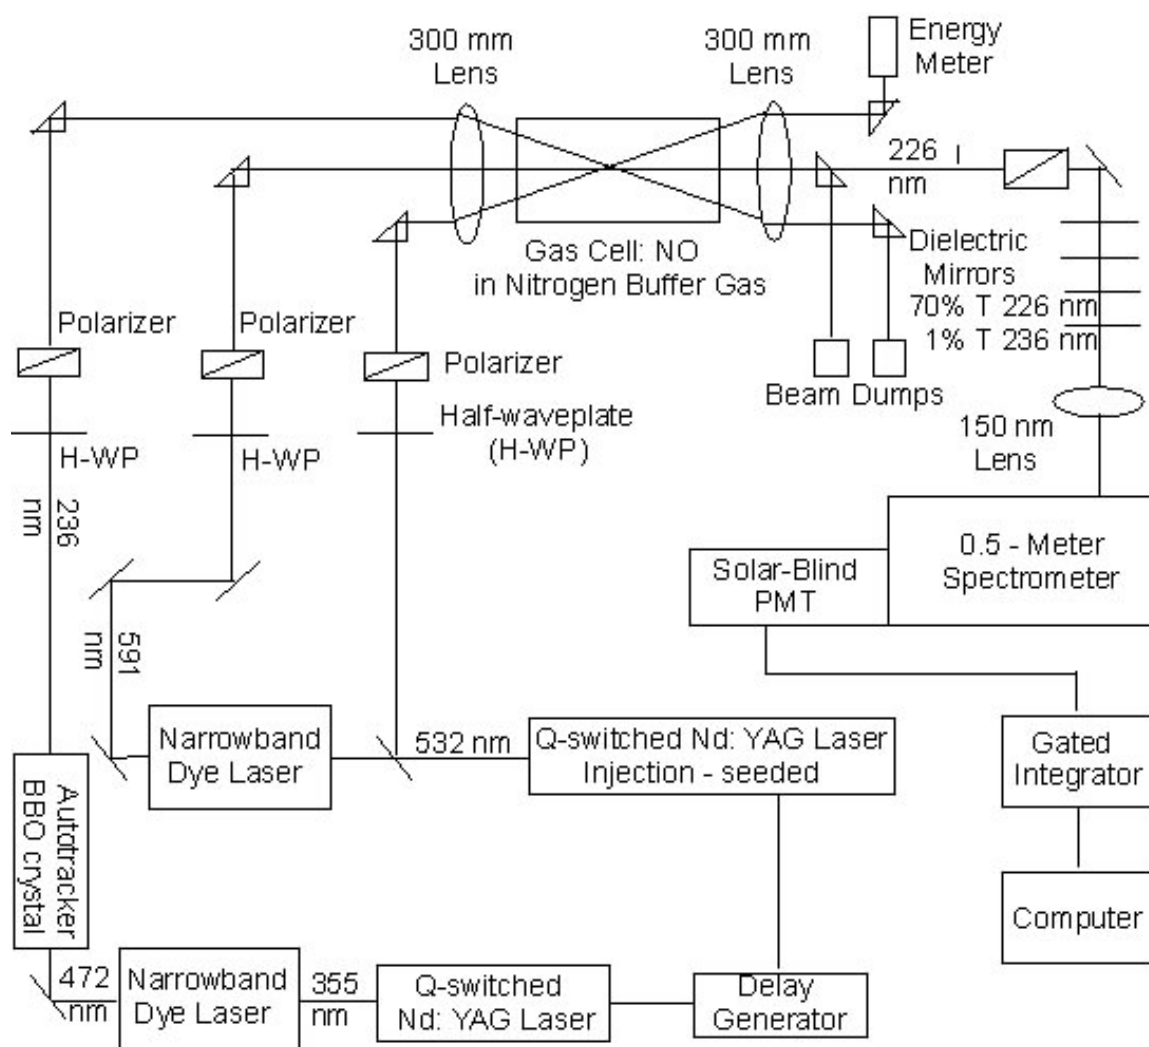 300 mm
Lens
300 mm
Lens
Energy
Meter
226
nm
I
Gas Cell: NO
in Nitrogen Buffer Gas
Dielectric
Mirrors
70% T 226 nm
1% T 236 nm
Polarizer
Polarizer
Polarizer
Beam Dumps
H-WP
H-WP
Half-waveplate
(H-WP)
150 nm
Lens
236
nm
0.5 - Meter
Spectrometer
Solar-Blind
PMT
591
nm
Narrowband
Dye Laser
532 nm
Q-switched Nd: YAG Laser
Injection - seeded
Gated
Integrator
Autotracker
BBO crystal
Computer
472
nm
Narrowband
Dye Laser
355
nm
Q-switched
Nd: YAG Laser
Delay
Generator